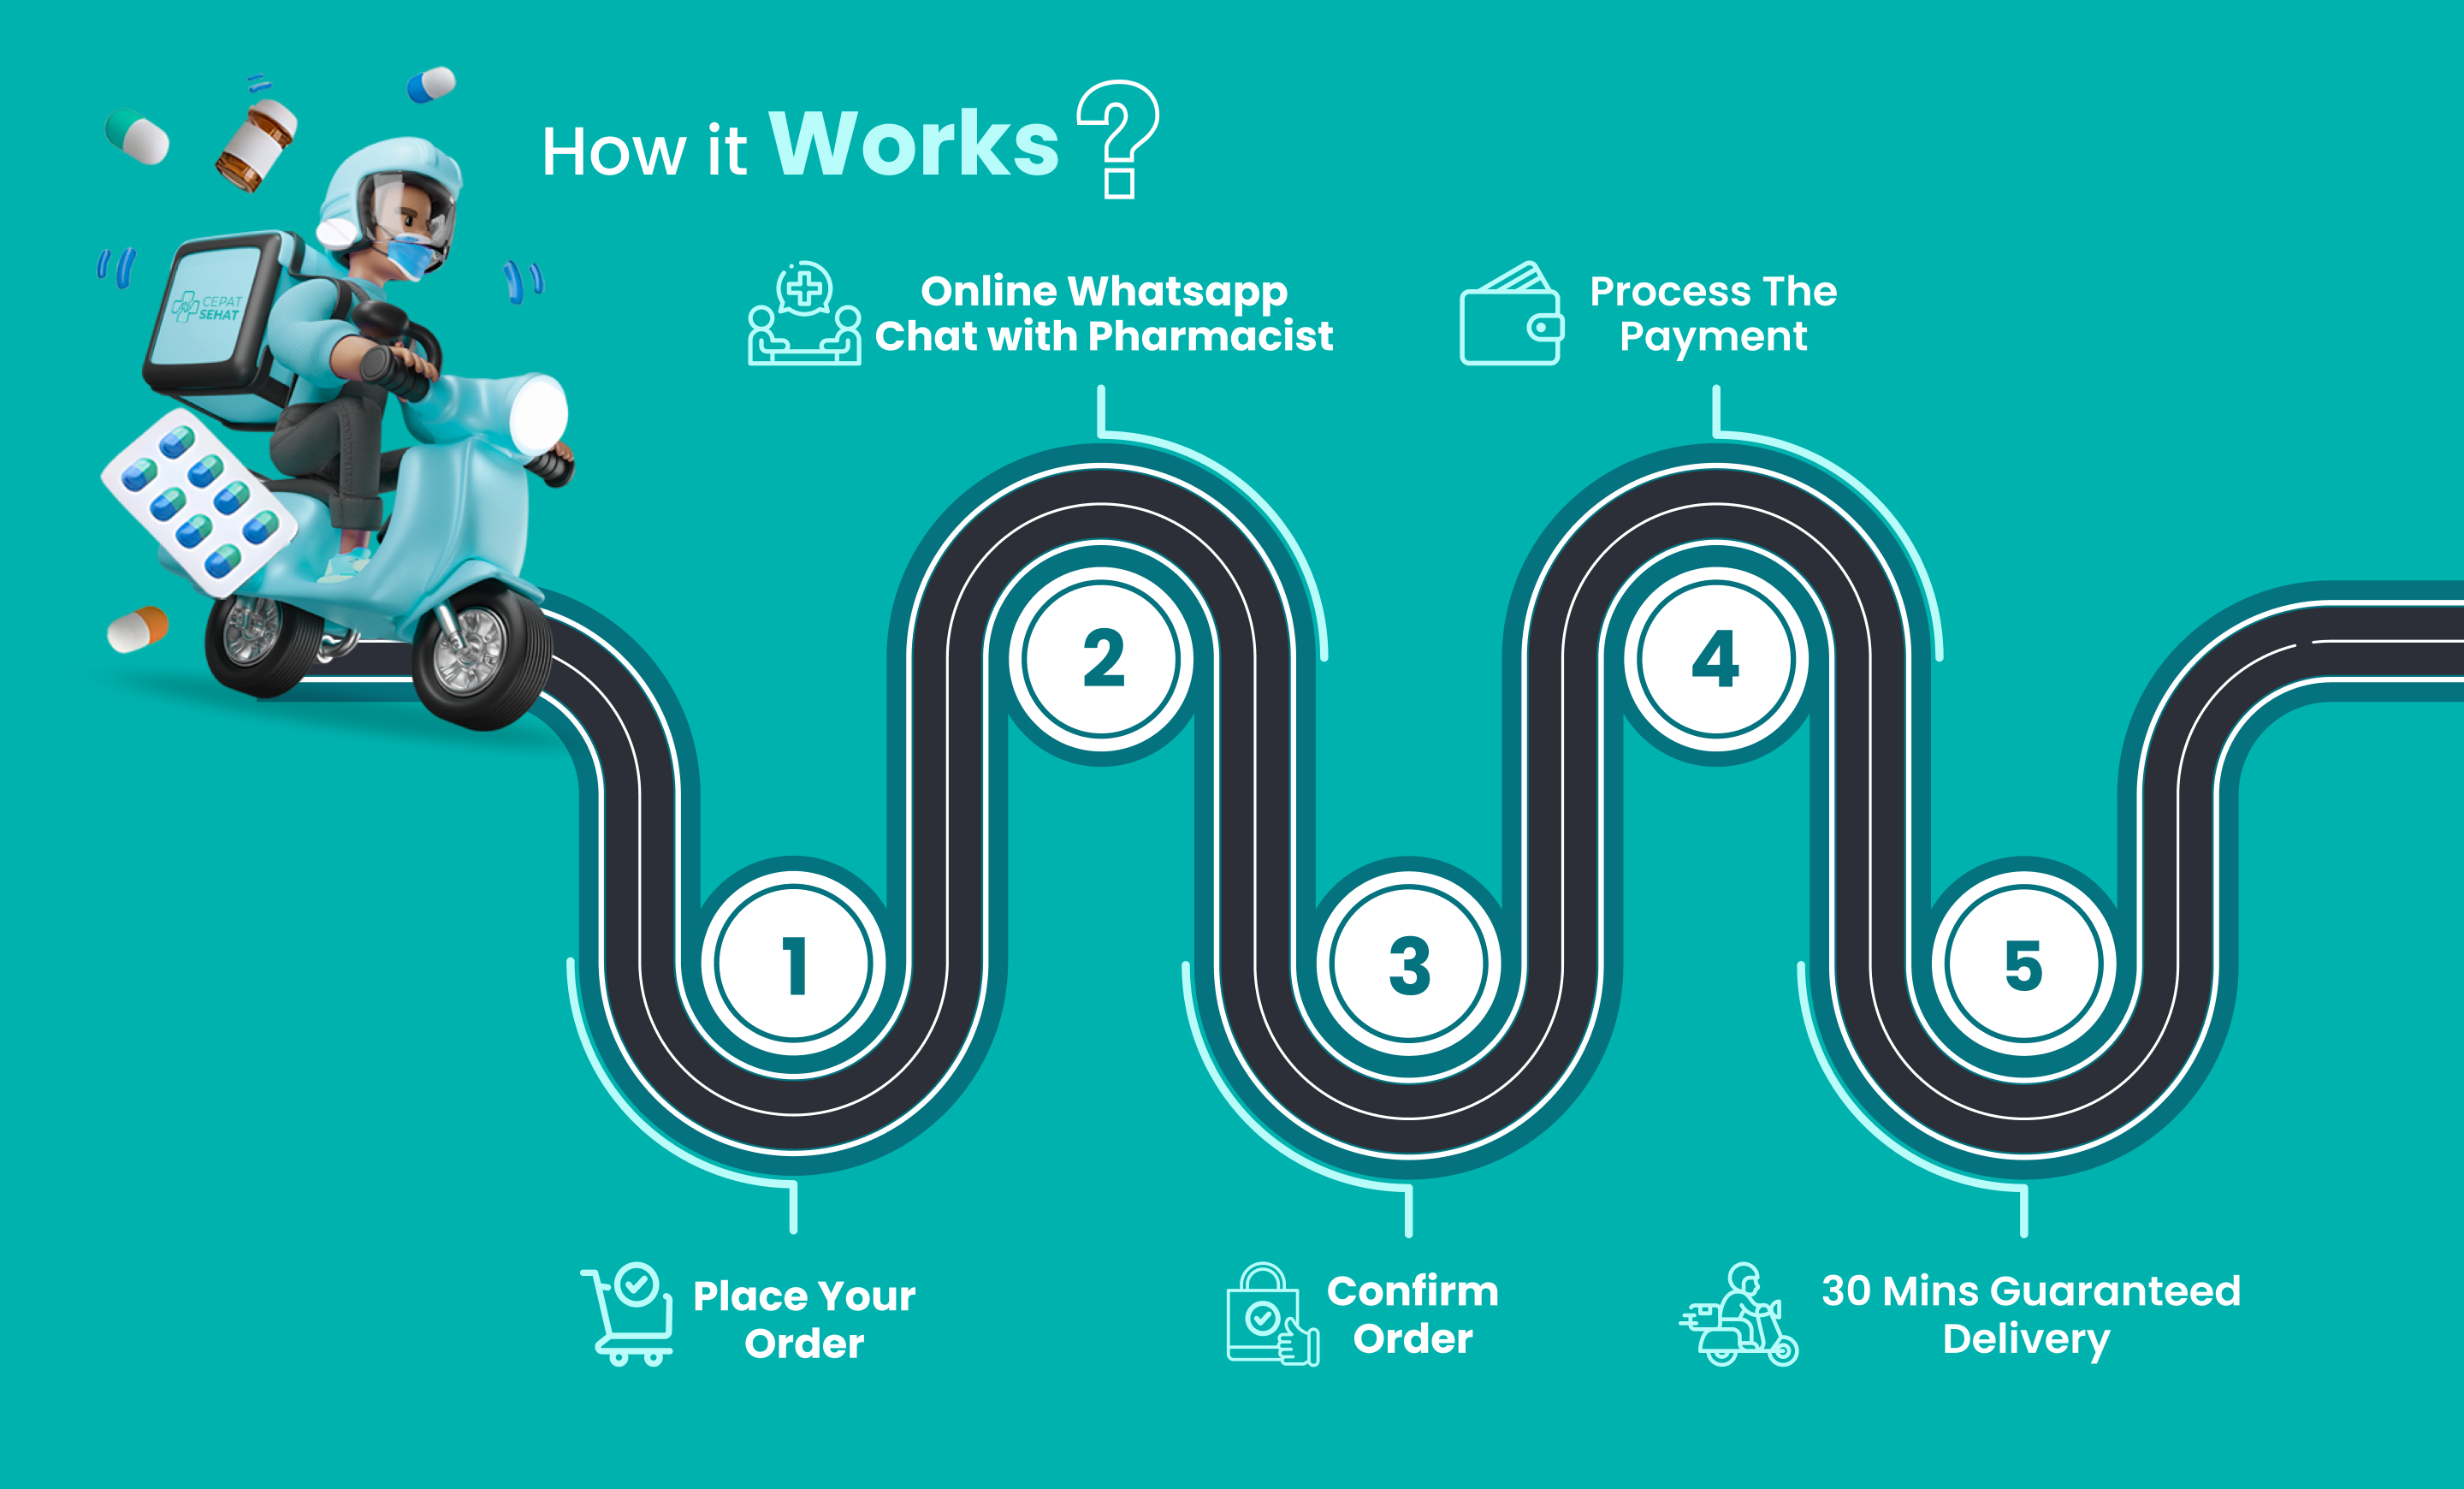 How it Works?
CEPAT
SEHAT
Online Whatsapp
Chat with Pharmacist
Process The
Payment
2
4
1
3
5
Place Your
Order
Confirm
Order
30 Mins Guaranteed
Delivery